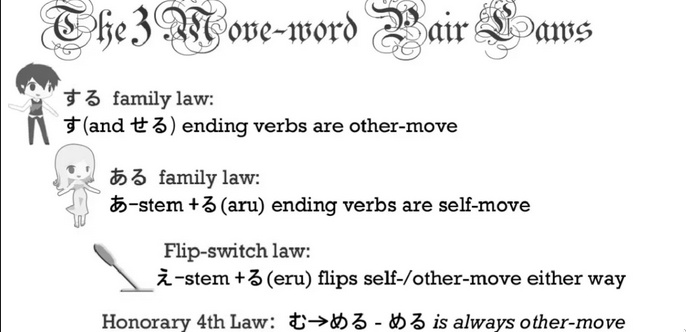 The 3 Move-word Pair Laws
する family law:
す(and せる) ending verbs are other-move
ある family law:
あ-stem +る(aru) ending verbs are self-move
Flip-switch law:
え-stem +る(eru) flips self-/other-move either way
Honorary 4th Law: む→める - める is always other-move